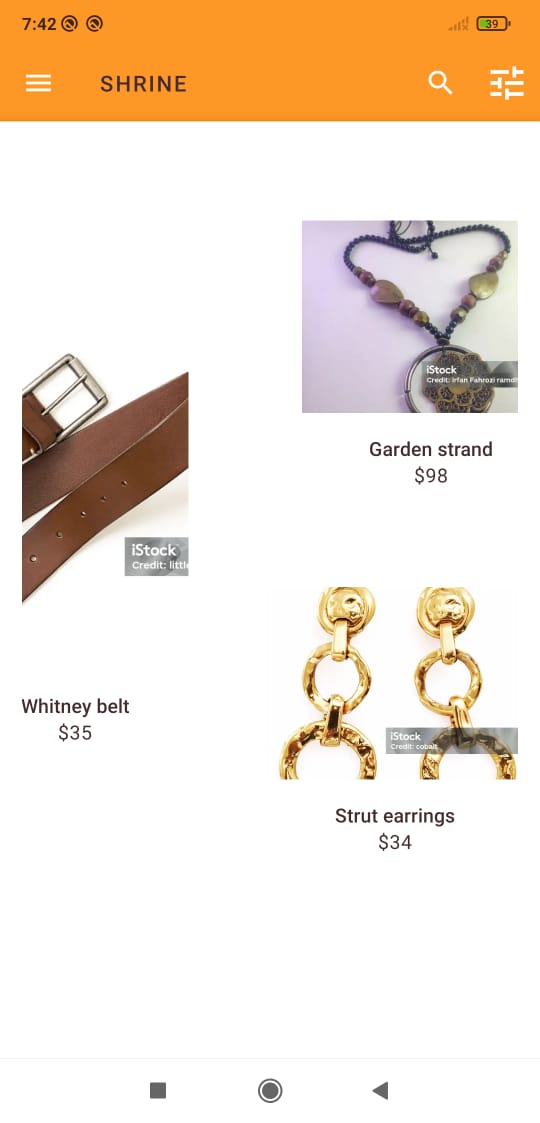 7:42
39
SHRINE
iStock
Credit: Irfan Fahrozi ramdh
Garden strand
$98
iStock
Credit: little
Whitney belt
$35
iStock
Credit: cobalt
Strut earrings
$34